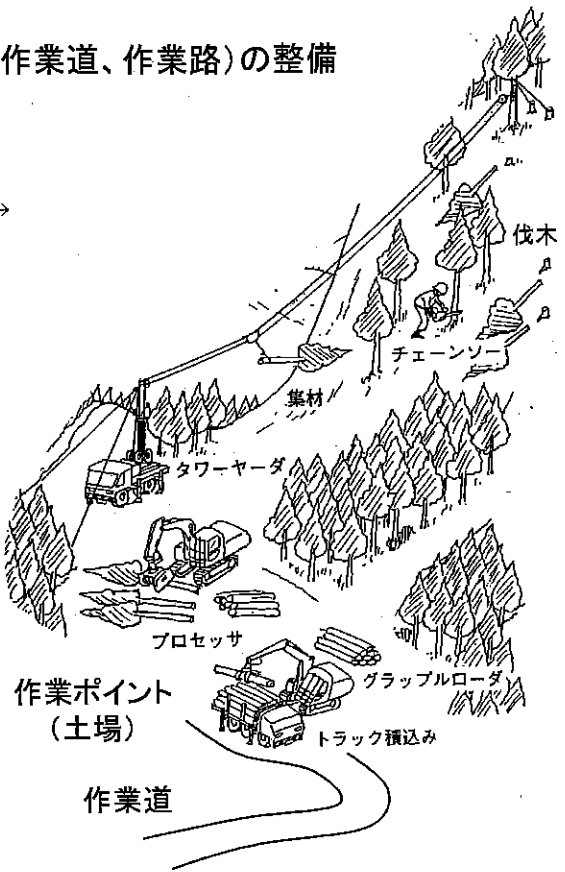 作業道、作業路)の整備
→
伐木
チェーンソー
集材
タワーヤーダ
プロセッサ
グラップルローダ
作業ポイント
(土場)
トラック積込み
作業道